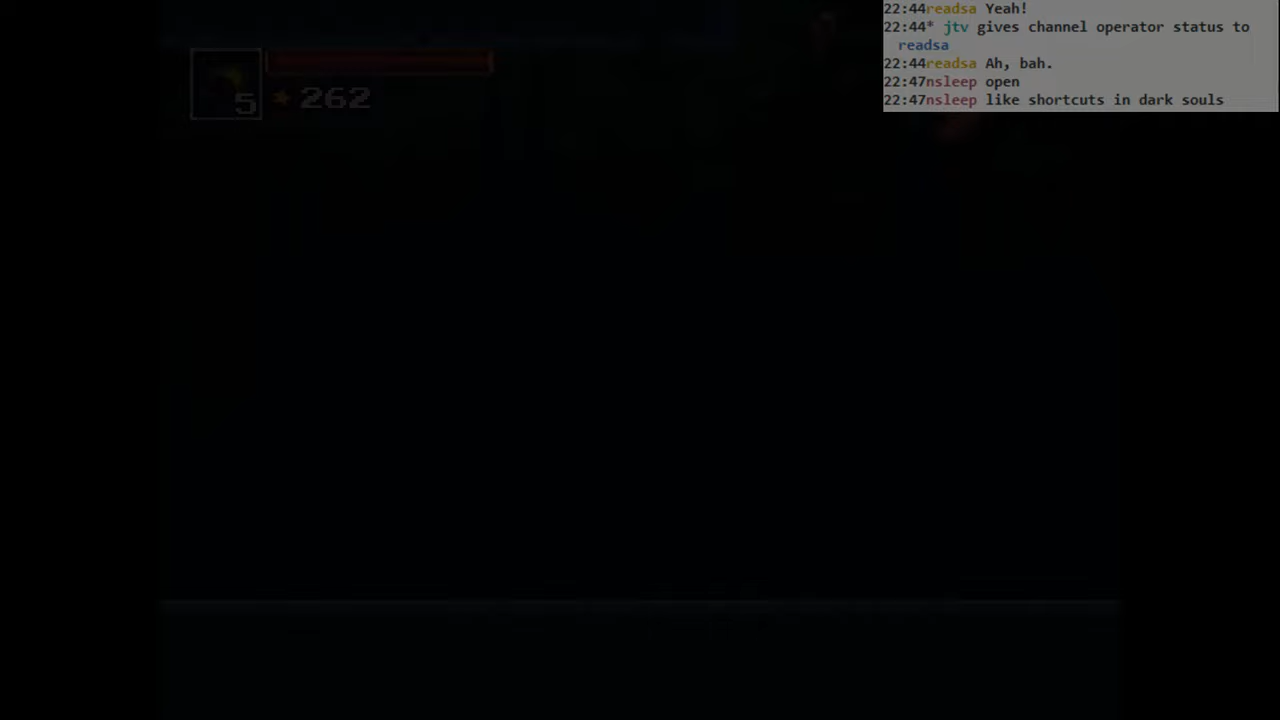 22:44readsa Yeah!
22:44* jtv gives channel operator status to
readsa
22:44readsa Ah, bah.
22:47nsleep open
22:47nsleep like shortcuts in dark souls
5
262